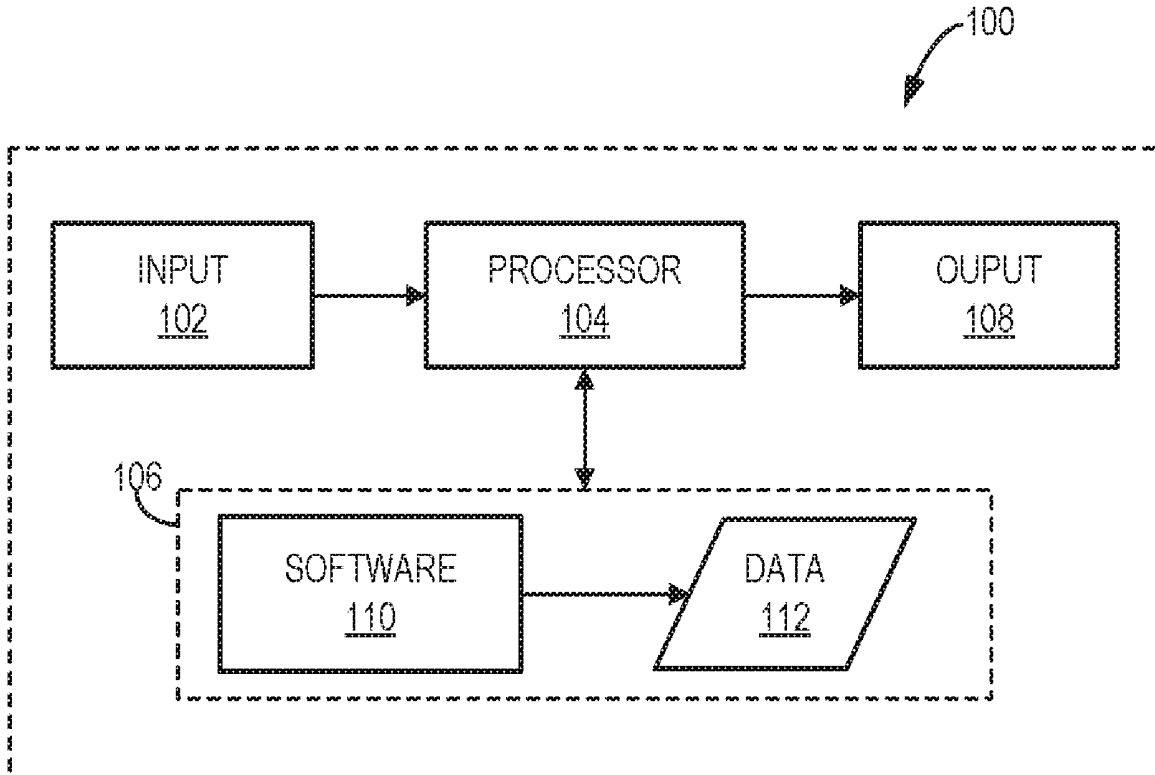 100
INPUT
102
PROCESSOR
104
OUPUT
108
106
SOFTWARE
110
DATA
112